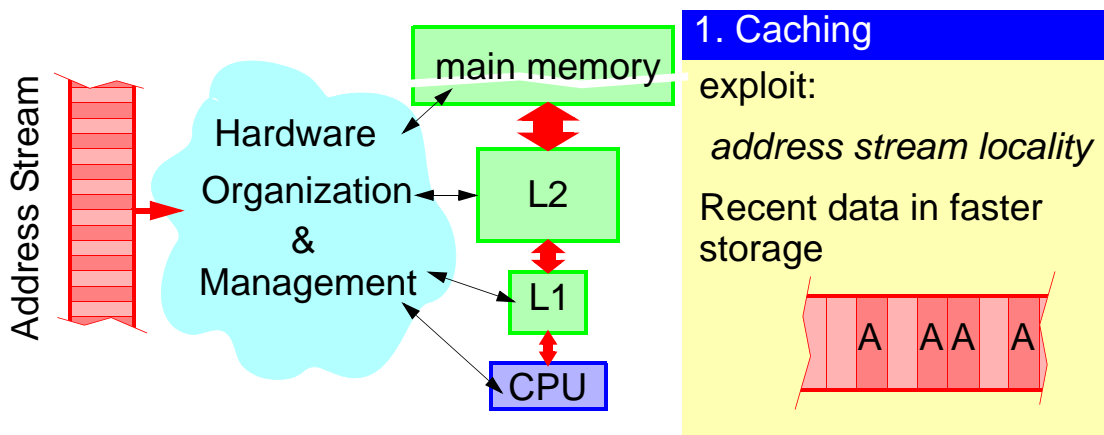 Address Stream
Hardware
Organization
&
Management
main memory
L2
L1
CPU
1. Caching
exploit:
address stream locality
Recent data in faster
storage
A A A A